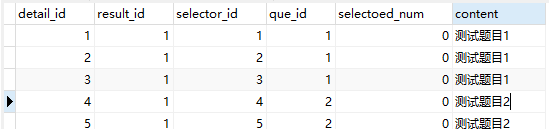 detail_id result_id selector_id que_id selectoed_num content
1 1 1 1 0 测试题目1
2 1 2 1 0 测试题目1
3 1 3 1 0 测试题目1
4 1 4 2 0 测试题目2
5 1 5 2 0 测试题目2